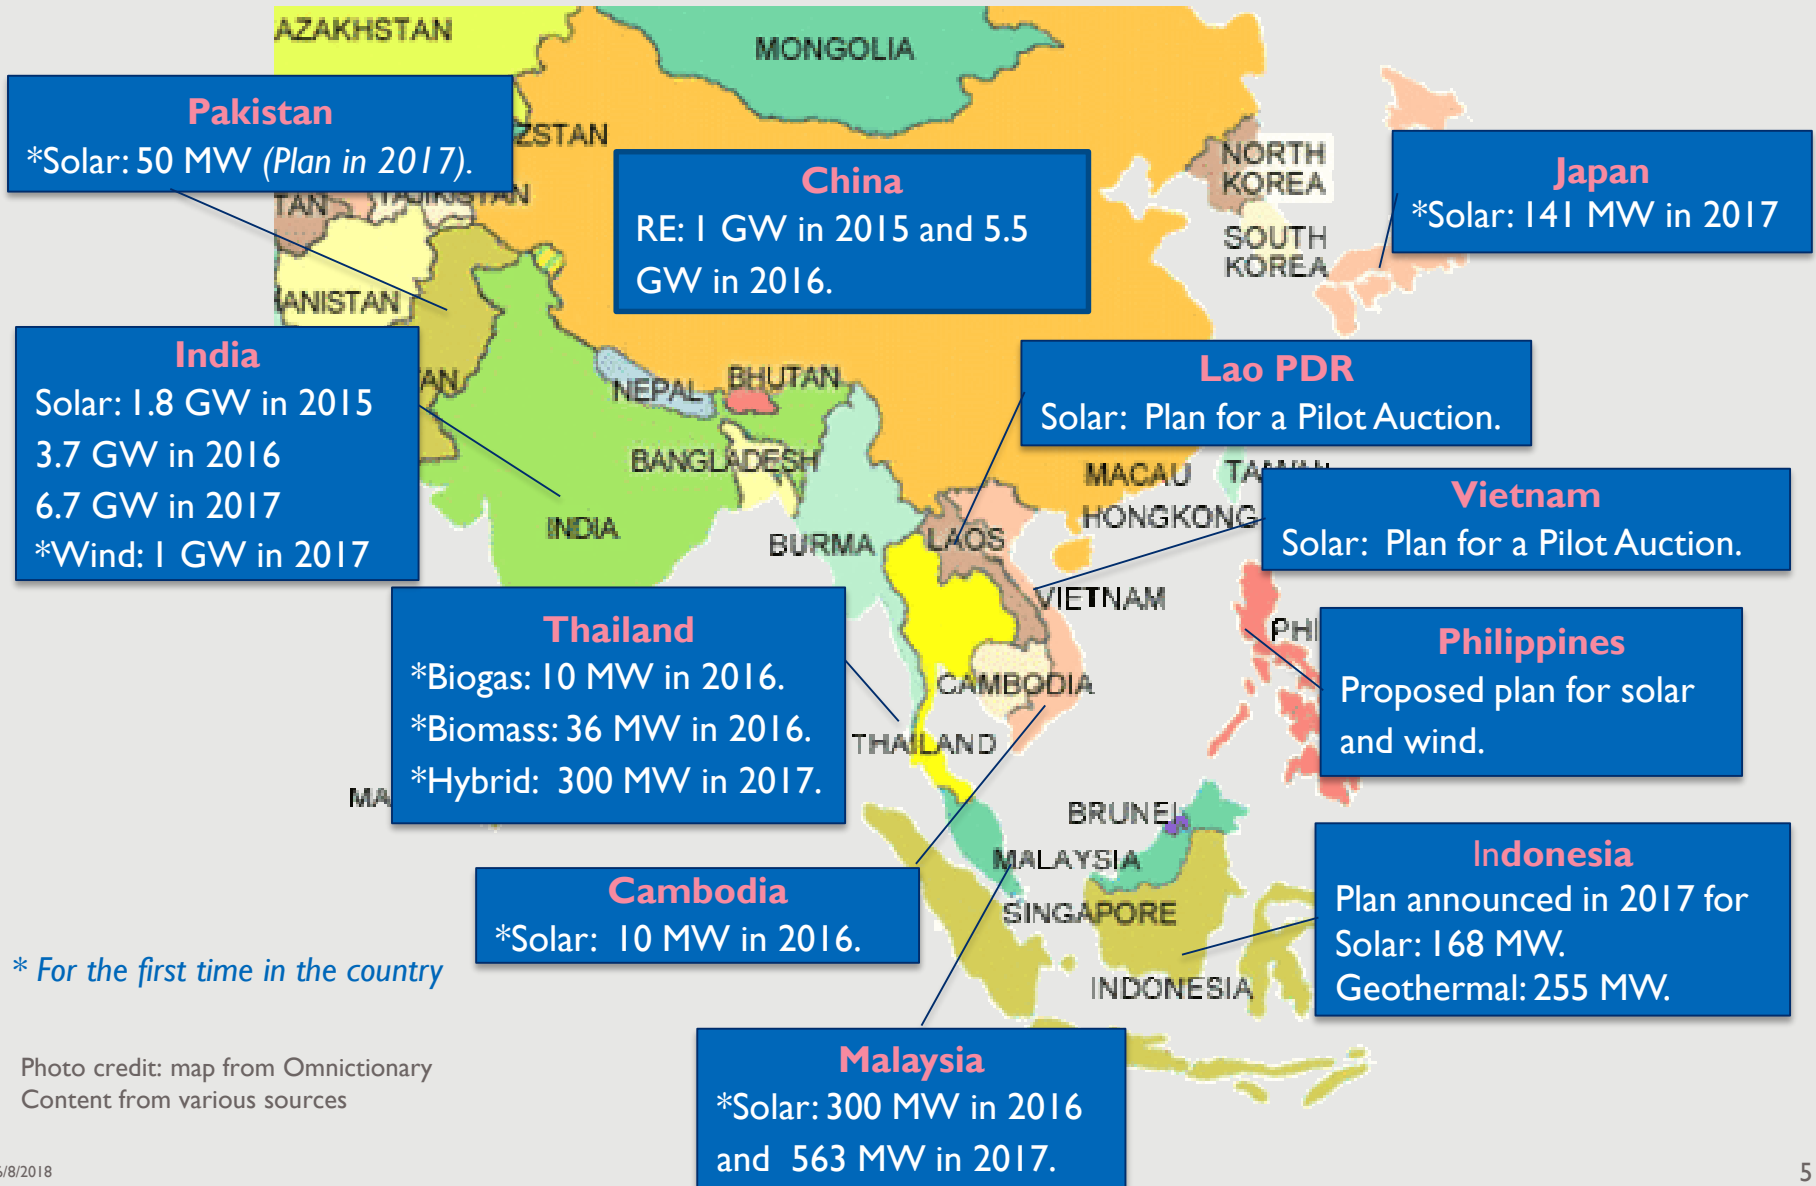 AZAKHSTAN
MONGOLIA
Pakistan
*Solar: 50 MW (Plan in 2017).
ZSTAN
TAJIKISTAN
TAN
China
RE: 1 GW in 2015 and 5.5
GW in 2016.
NORTH
KOREA
SOUTH
KOREA
Japan
*Solar: 141 MW in 2017
ANISTAN
India
Solar: 1.8 GW in 2015
3.7 GW in 2016
6.7 GW in 2017
*Wind: 1 GW in 2017
AN
NEPAL
BHUTAN
BANGLADESH
INDIA
BURMA
LAOS
Lao PDR
Solar: Plan for a Pilot Auction.
MACAU
HONGKONG
Vietnam
Solar: Plan for a Pilot Auction.
VIETNAM
Thailand
*Biogas: 10 MW in 2016.
*Biomass: 36 MW in 2016.
*Hybrid: 300 MW in 2017.
CAMBODIA
THAILAND
PHI
Philippines
Proposed plan for solar
and wind.
MA
BRUNEI
MALAYSIA
SINGAPORE
INDONESIA
Cambodia
*Solar: 10 MW in 2016.
Indonesia
Plan announced in 2017 for
Solar: 168 MW.
Geothermal: 255 MW.
* For the first time in the country
Malaysia
*Solar: 300 MW in 2016
and 563 MW in 2017.
Photo credit: map from Omnictionary
Content from various sources
6/8/2018
5